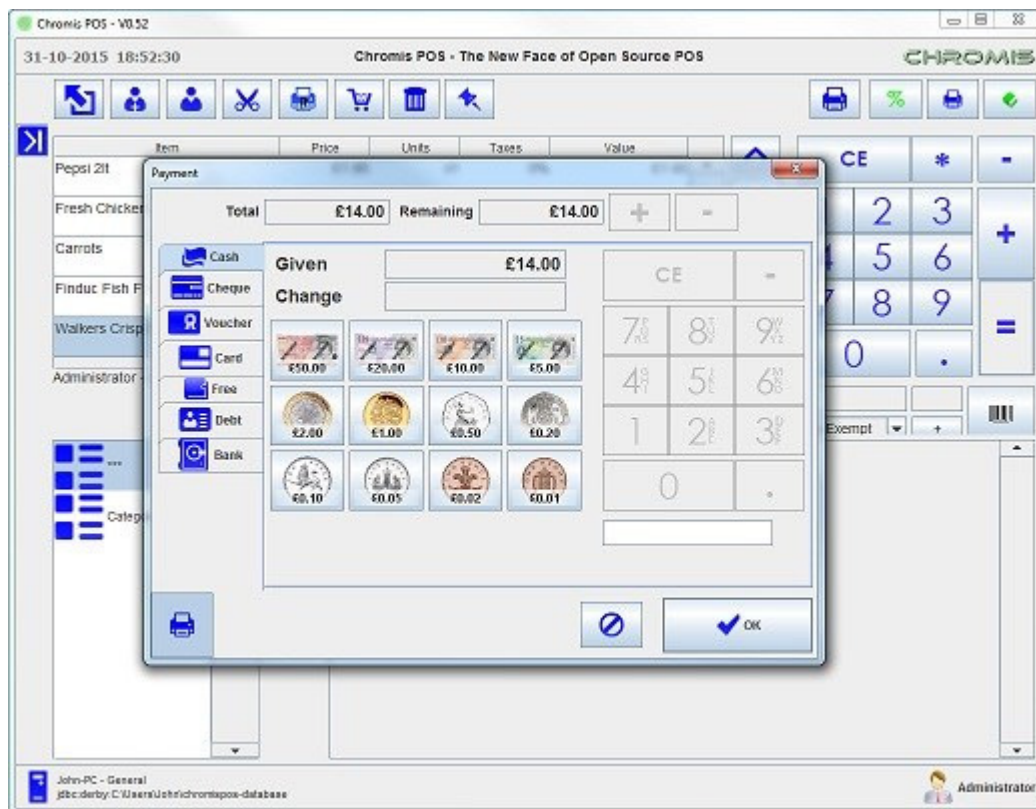 Chromis POS - V0.52
31-10-2015 18:52:30
Chromis POS - The New Face of Open Source POS
CHROMIS
Item Price Units Taxes Value
Pepsi 2lt
Fresh Chicke
Carrots
Finduc Fish F
Walkers Crisp
Administrator
CE * -
2 3 +
5 6
8 9 =
0 .
Exempt +
...
Catego
Payment
Total £14.00 Remaining £14.00 + -
Cash
Cheque
Voucher
Card
Free
Debt
Bank
Given £14.00
Change
£50.00 £20.00 £10.00 £5.00
£2.00 £1.00 £0.50 £0.20
£0.10 £0.05 £0.02 £0.01
CE -
7 8 9
4 5 6
1 2 3
0 .
OK
John-PC - General
jdbc:derby:C:\Users\John\chromispos-database
Administrator